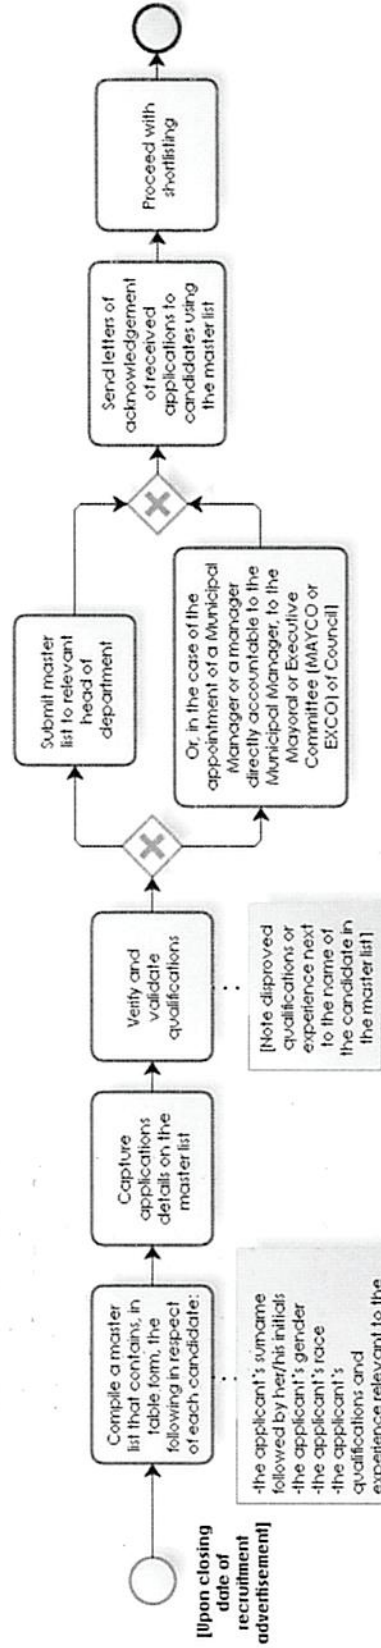 [Upon closing
date of
recruitment
advertisement]
Compile a master
list that contains, in
table form, the
following in respect
of each candidate:
-the applicant's surname
followed by her/his initials
-the applicant's gender
-the applicant's race
-the applicant's
qualifications and
experience relevant to the
Capture
applications
details on the
master list
Verify and
validate
qualifications
[Note disproved
qualifications or
experience next
to the name of
the candidate in
the master list]
Submit master
list to relevant
head of
department
Or, in the case of the
appointment of a Municipal
Manager or a manager
directly accountable to the
Municipal Manager, to the
Mayoral or Executive
Committee [MAYCO or
EXCO] of Council]
Send letters of
acknowledgement
of received
applications to
candidates using
the master list
Proceed with
shortlisting